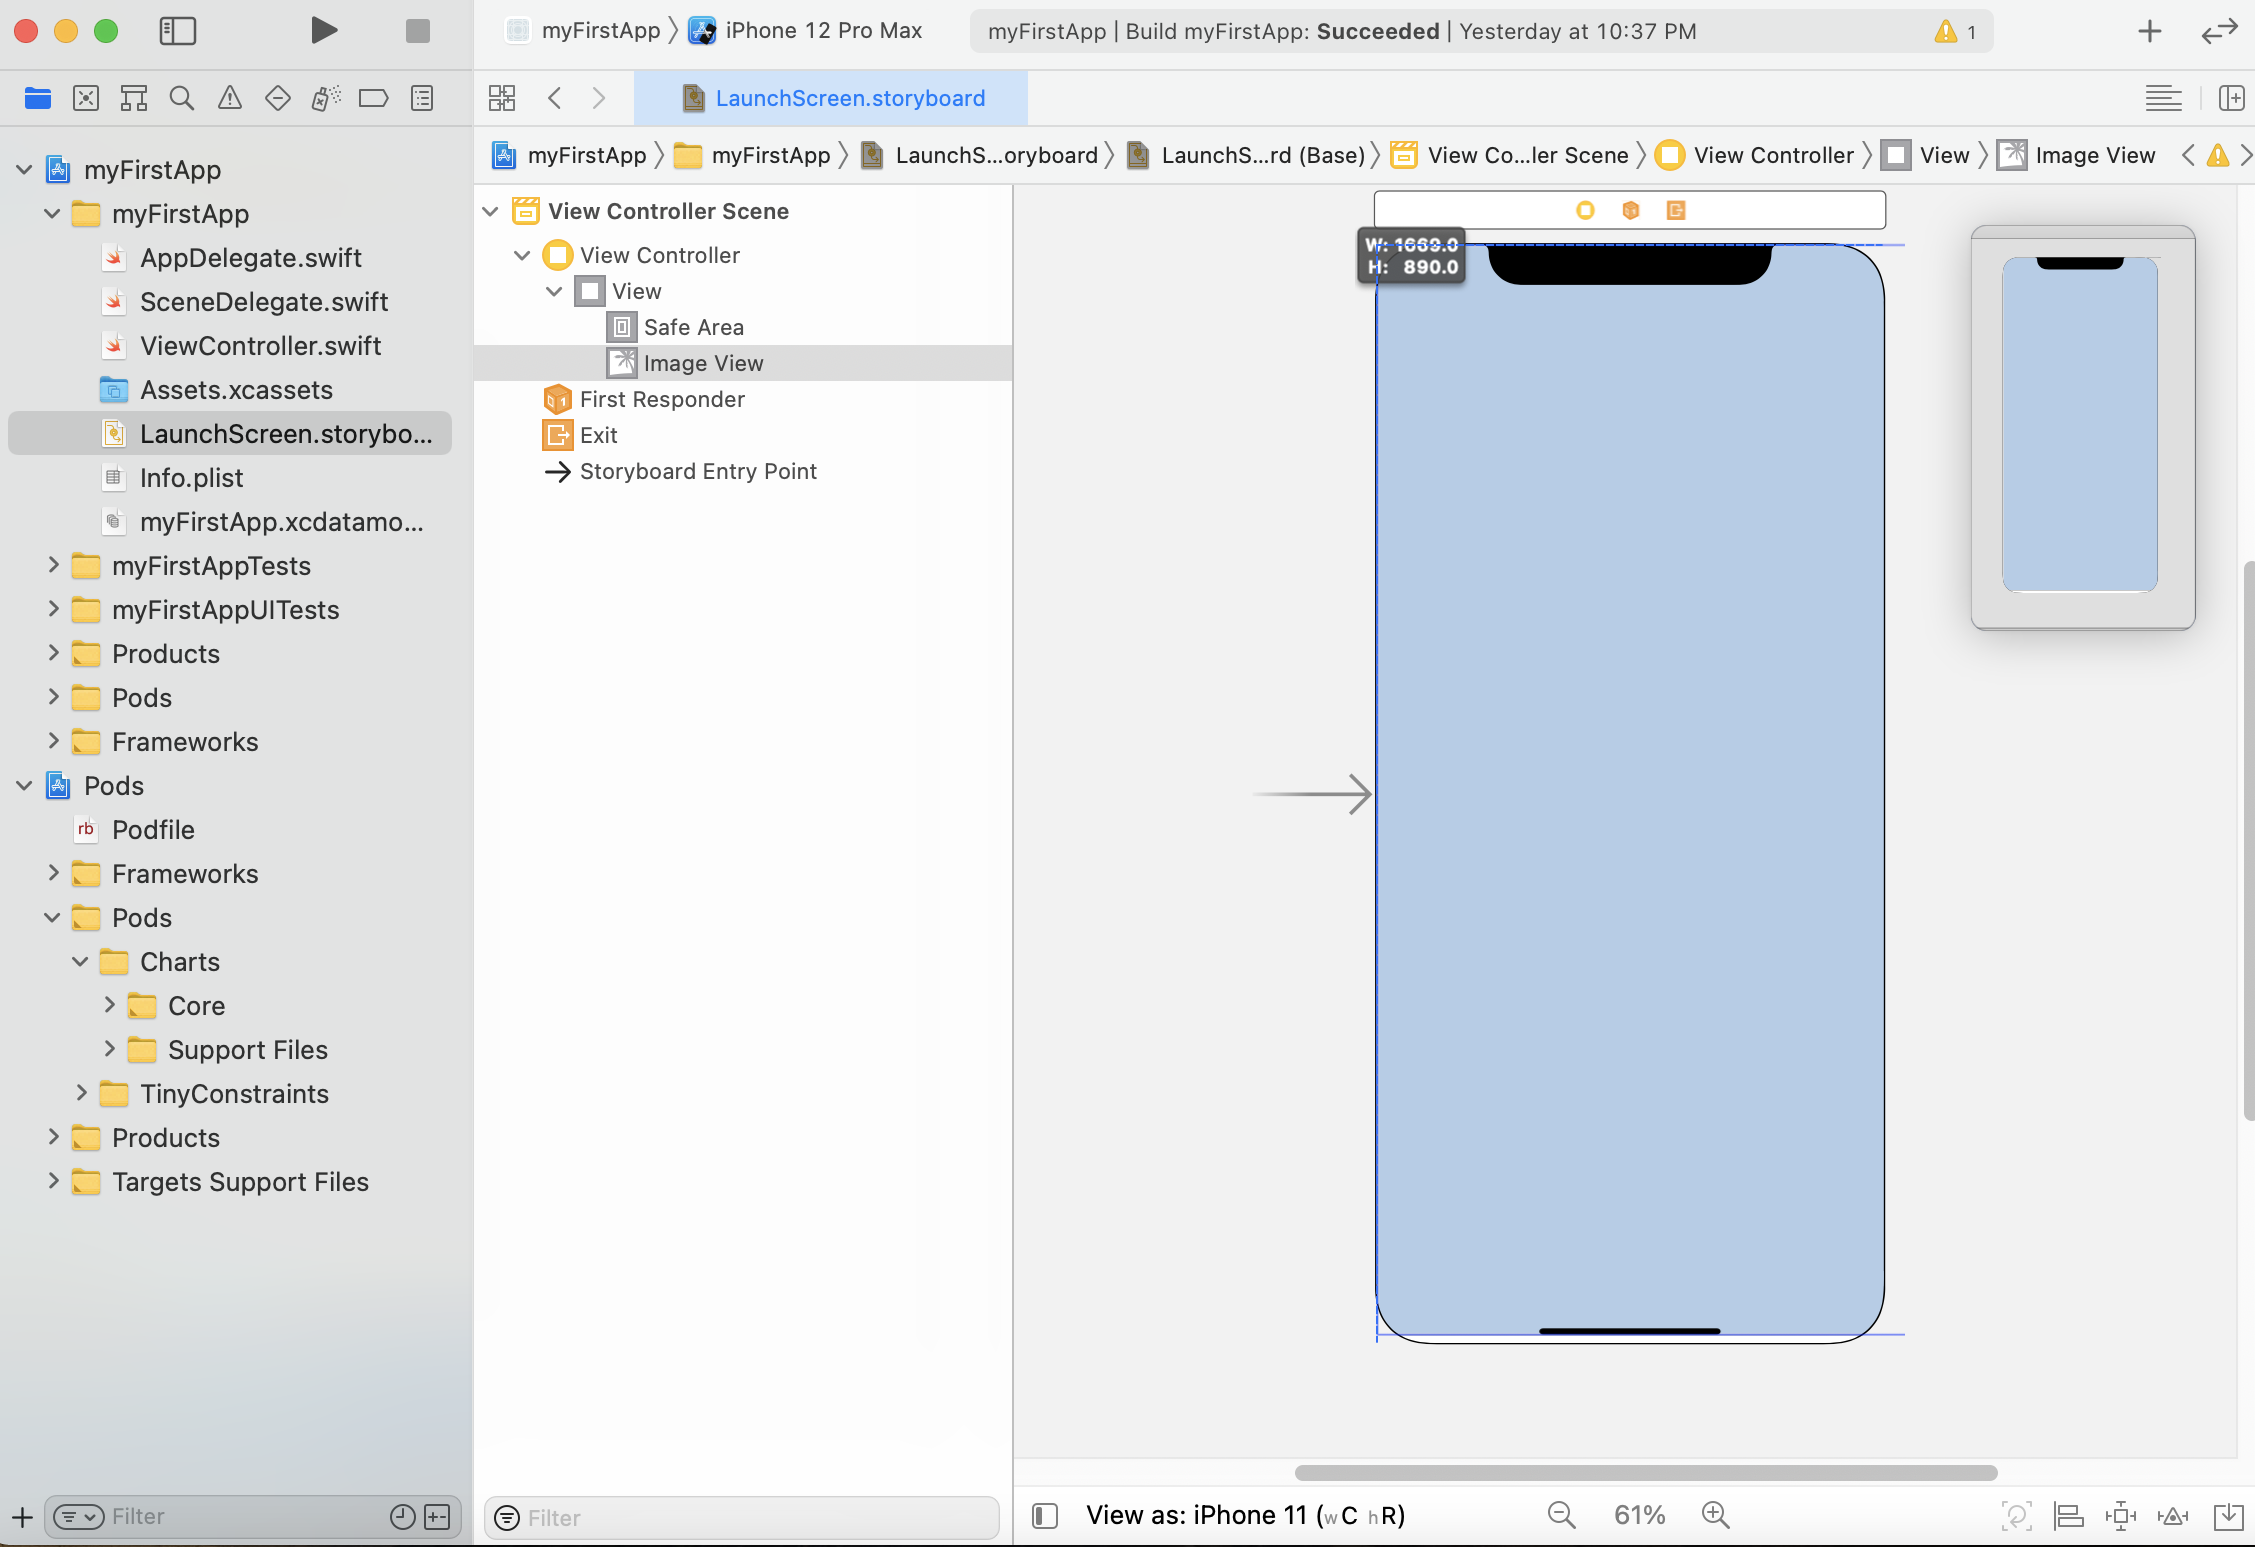 myFirstApp iPhone 12 Pro Max myFirstApp | Build myFirstApp: Succeeded | Yesterday at 10:37 PM 1
LaunchScreen.storyboard
myFirstApp myFirstApp LaunchS...oryboard LaunchS...rd (Base) View Co...ler Scene View Controller View Image View
myFirstApp
myFirstApp
AppDelegate.swift
SceneDelegate.swift
ViewController.swift
Assets.xcassets
LaunchScreen.storybo...
Info.plist
myFirstApp.xcdatamo...
myFirstAppTests
myFirstAppUITests
Products
Pods
Frameworks
Pods
rb Podfile
Frameworks
Pods
Charts
Core
Support Files
TinyConstraints
Products
Targets Support Files
Filter
View Controller Scene
View Controller
View
Safe Area
Image View
1 First Responder
Exit
Storyboard Entry Point
Filter
W:
H: 890.0
View as: iPhone 11 (wC hR) 61%